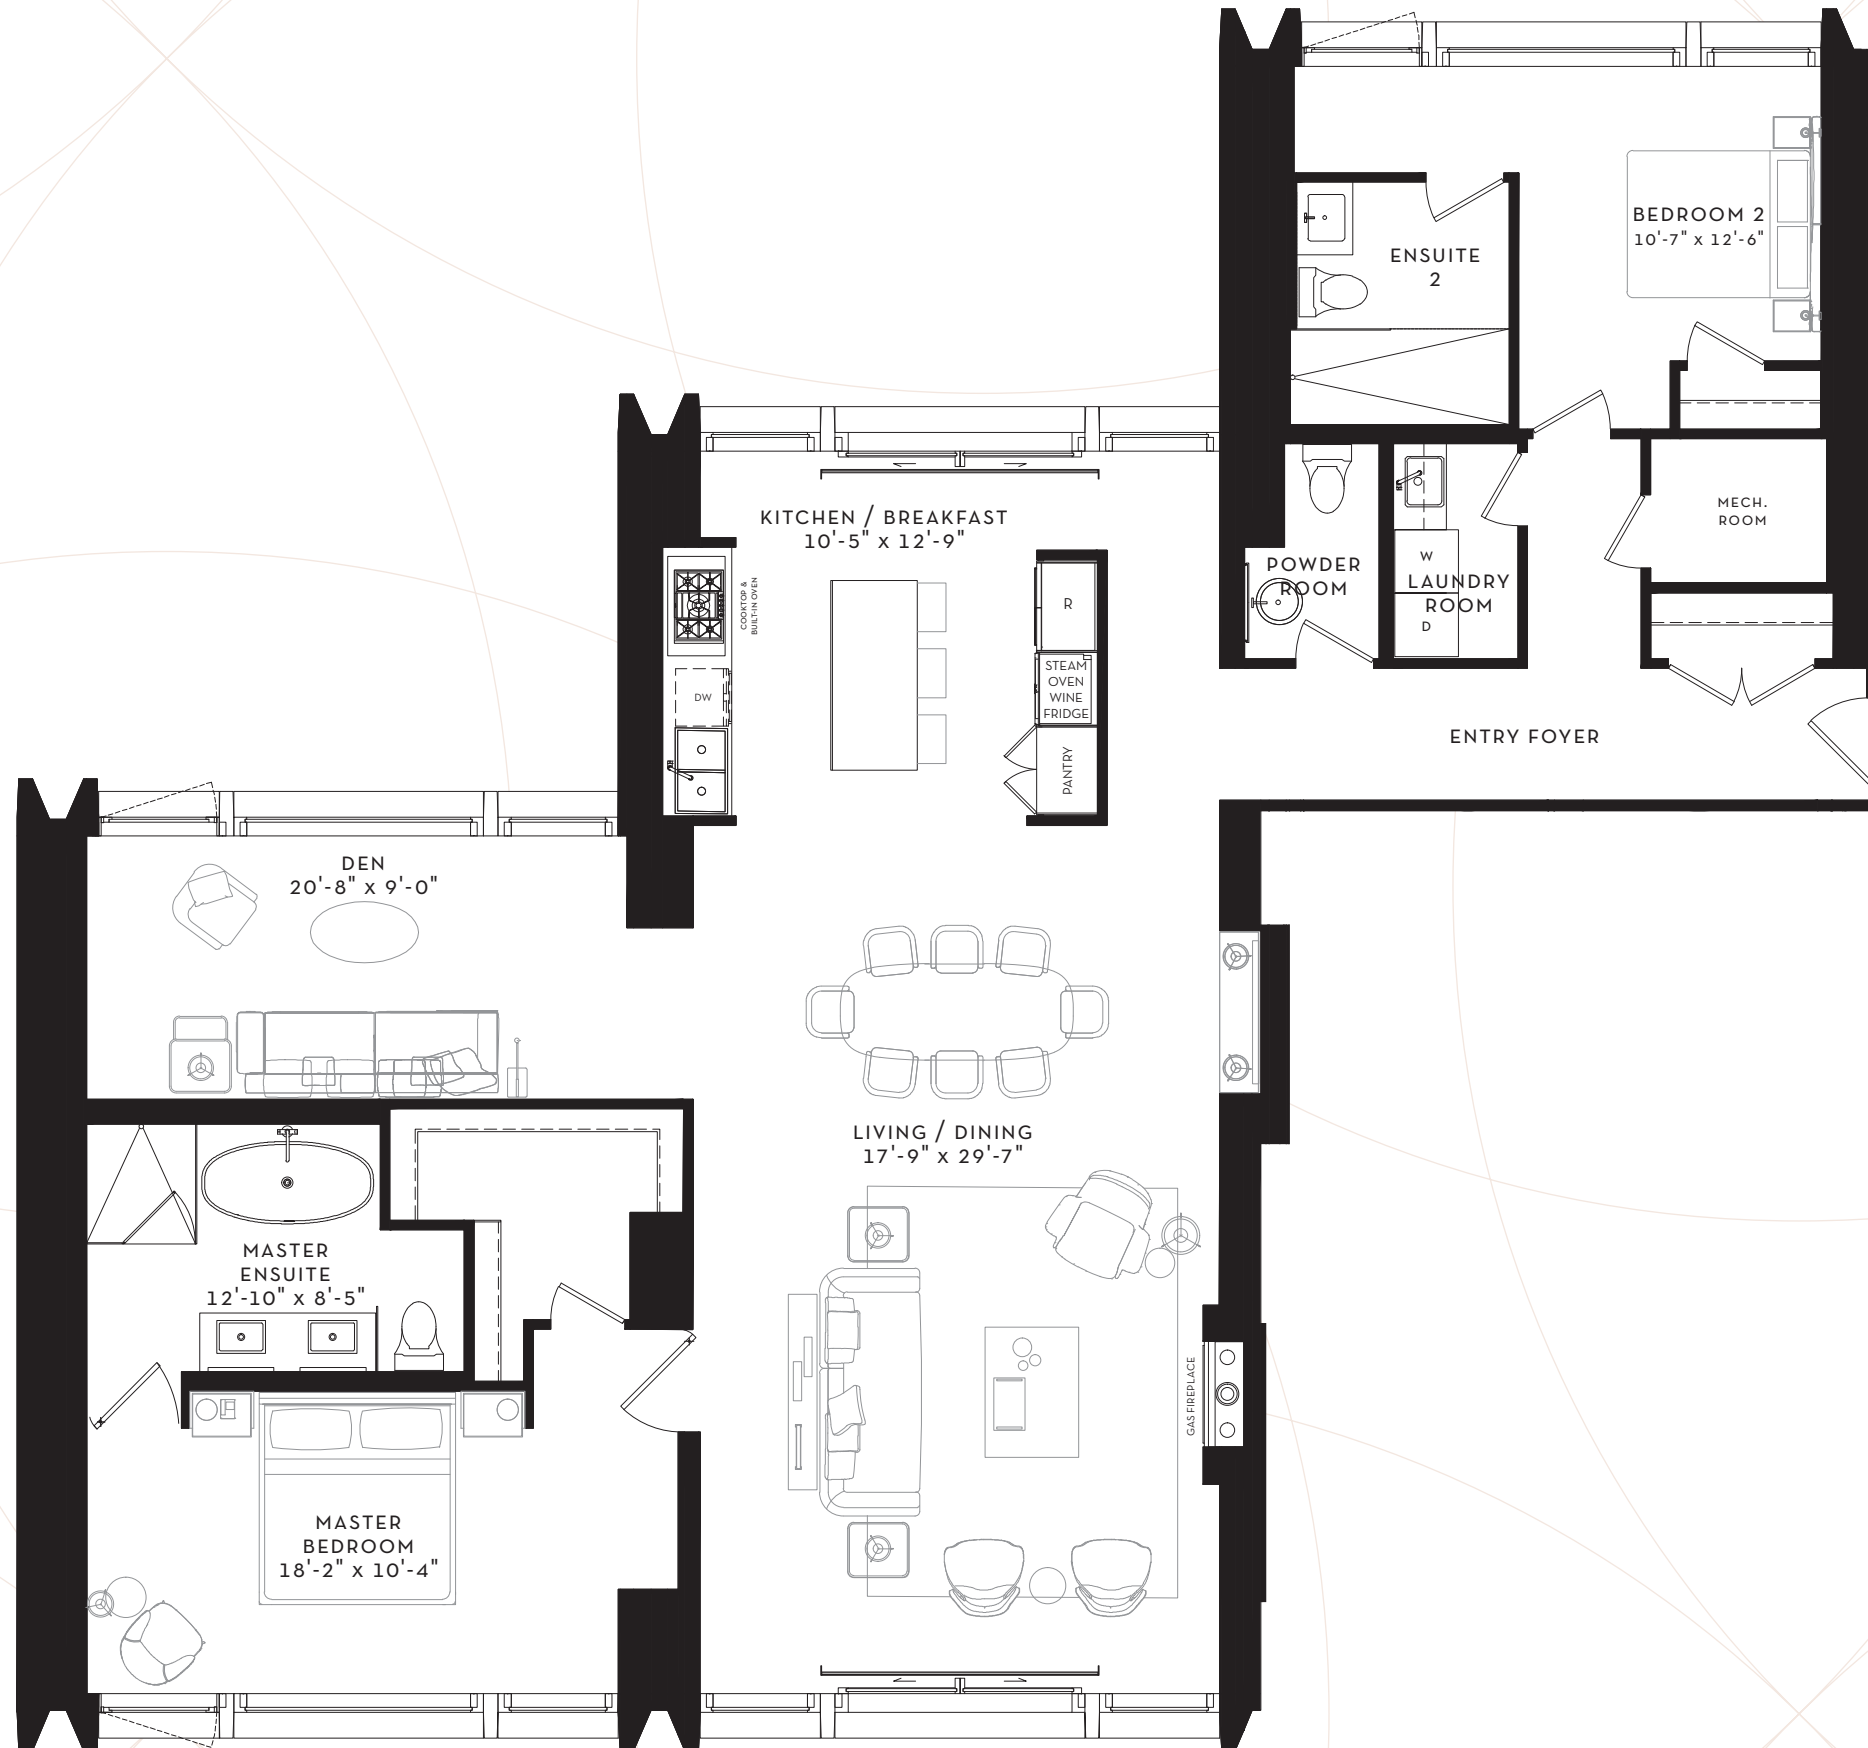 BEDROOM 2
10'-7" x 12'-6"
ENSUITE
2
KITCHEN / BREAKFAST
10'-5" x 12'-9"
COOKTOP &
BUILT-IN OVEN
DW
R
STEAM
OVEN
WINE
FRIDGE
PANTRY
POWDER
ROOM
W
LAUNDRY
ROOM
D
MECH.
ROOM
ENTRY FOYER
DEN
20'-8" x 9'-0"
LIVING / DINING
17'-9" x 29'-7"
MASTER
ENSUITE
12'-10" x 8'-5"
GAS FIREPLACE
MASTER
BEDROOM
18'-2" x 10'-4"